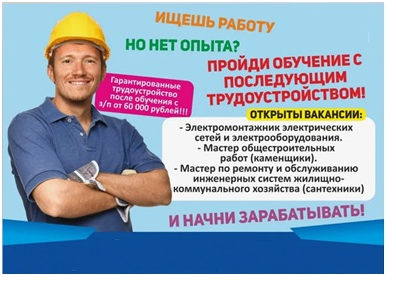 ИЩЕШЬ РАБОТУ
НО НЕТ ОПЫТА?
ПРОЙДИ ОБУЧЕНИЕ С
ПОСЛЕДУЮЩИМ
ТРУДОУСТРОЙСТВОМ!
Гарантированные
трудоустройство
после обучения с
з/п от 60 000 рублей!!!
ОТКРЫТЫ ВАКАНСИИ:
- Электромонтажник электрических
сетей и электрооборудования.
- Мастер общестроительных
работ (каменщики).
- Мастер по ремонту и обслуживанию
инженерных систем жилищно-
коммунального хозяйства (сантехники)
И НАЧНИ ЗАРАБАТЫВАТЬ!